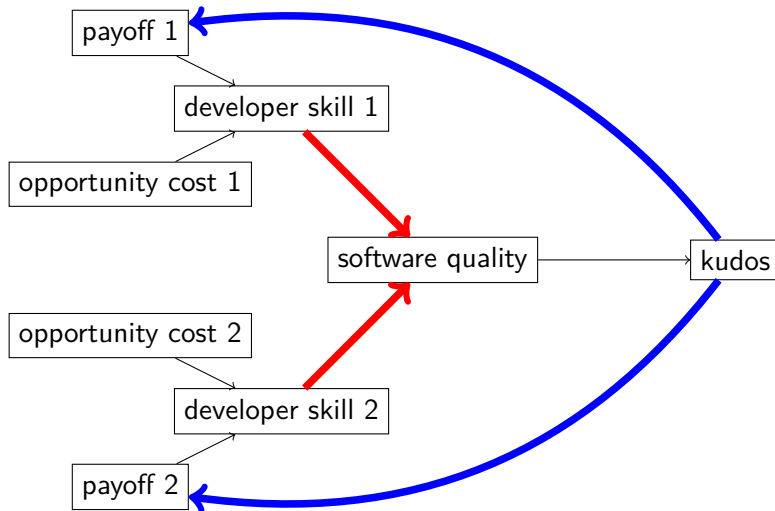 payoff 1
developer skill 1
opportunity cost 1
software quality
kudos
opportunity cost 2
developer skill 2
payoff 2